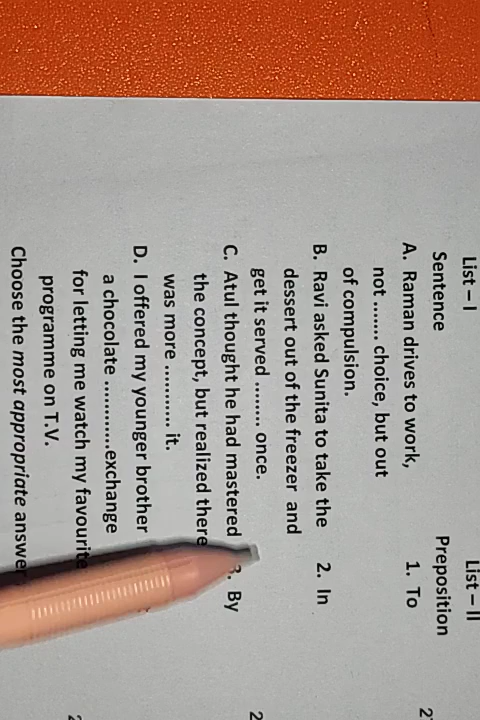 List – I List – II
Sentence Preposition
A. Raman drives to work, 1. To
not ........ choice, but out
of compulsion.
B. Ravi asked Sunita to take the 2. In
dessert out of the freezer and
get it served ......... once.
C. Atul thought he had mastered 3. By
the concept, but realized there
was more ............ it.
D. I offered my younger brother
a chocolate .............exchange
for letting me watch my favourite
programme on T.V.
Choose the most appropriate answer